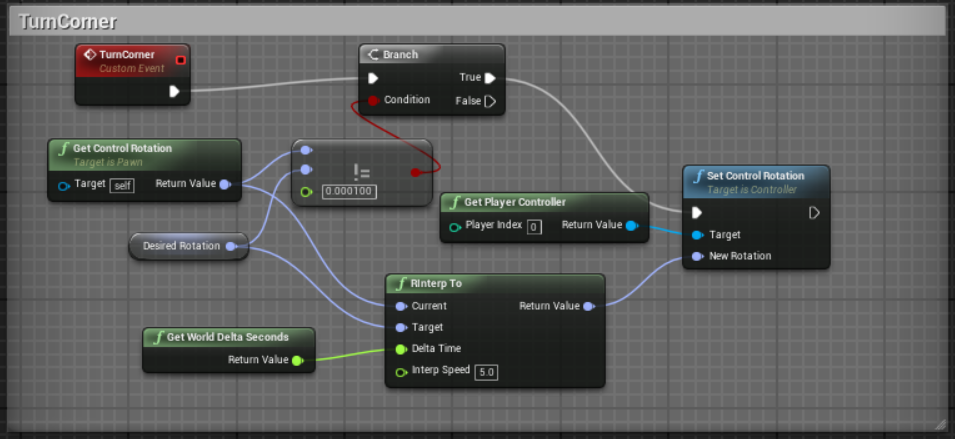 TurnCorner
TurnCorner
Custom Event
Branch
True
Condition
False
Get Control Rotation
Target is Pawn
Target self Return Value
!=
0.000100
Desired Rotation
Get Player Controller
Player Index 0 Return Value
Set Control Rotation
Target is Controller
Target
New Rotation
RInterp To
Current Return Value
Target
Delta Time
Interp Speed 5.0
Get World Delta Seconds
Return Value